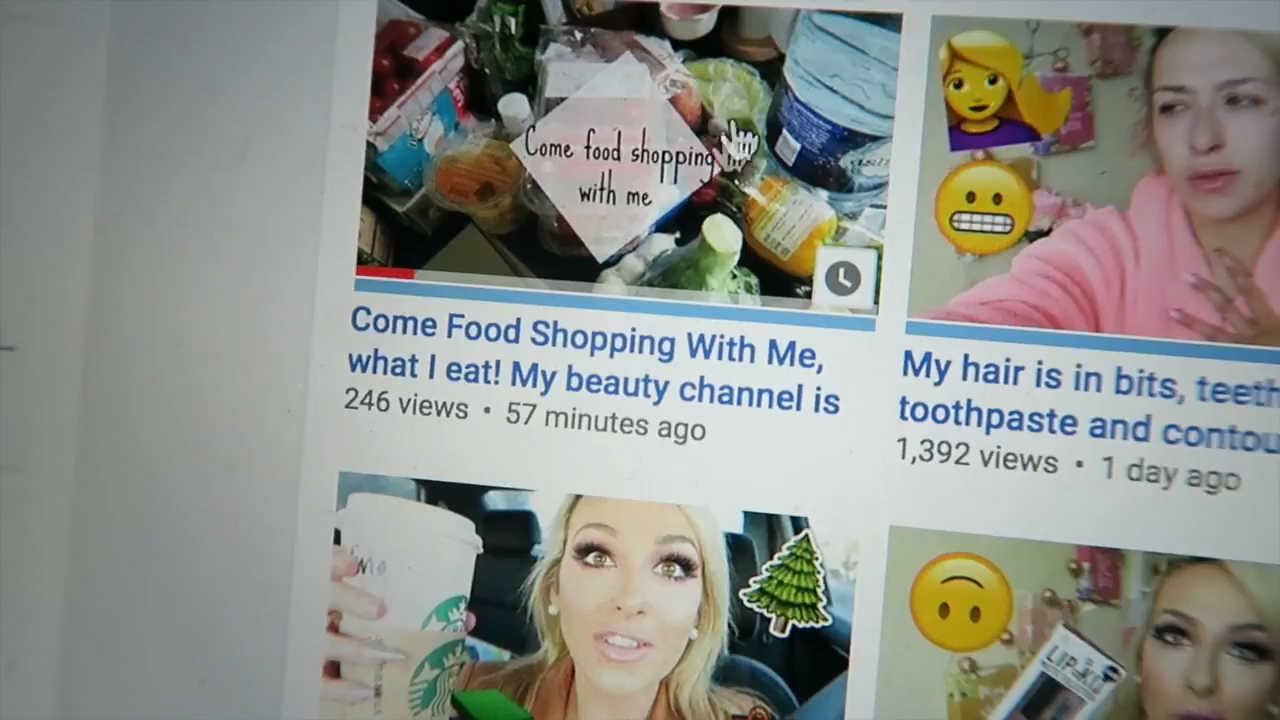 Come food shopping
with me
Come Food Shopping With Me,
what I eat! My beauty channel is
246 views • 57 minutes ago
My hair is in bits, teeth
toothpaste and contou
1,392 views • 1 day ago
LIP